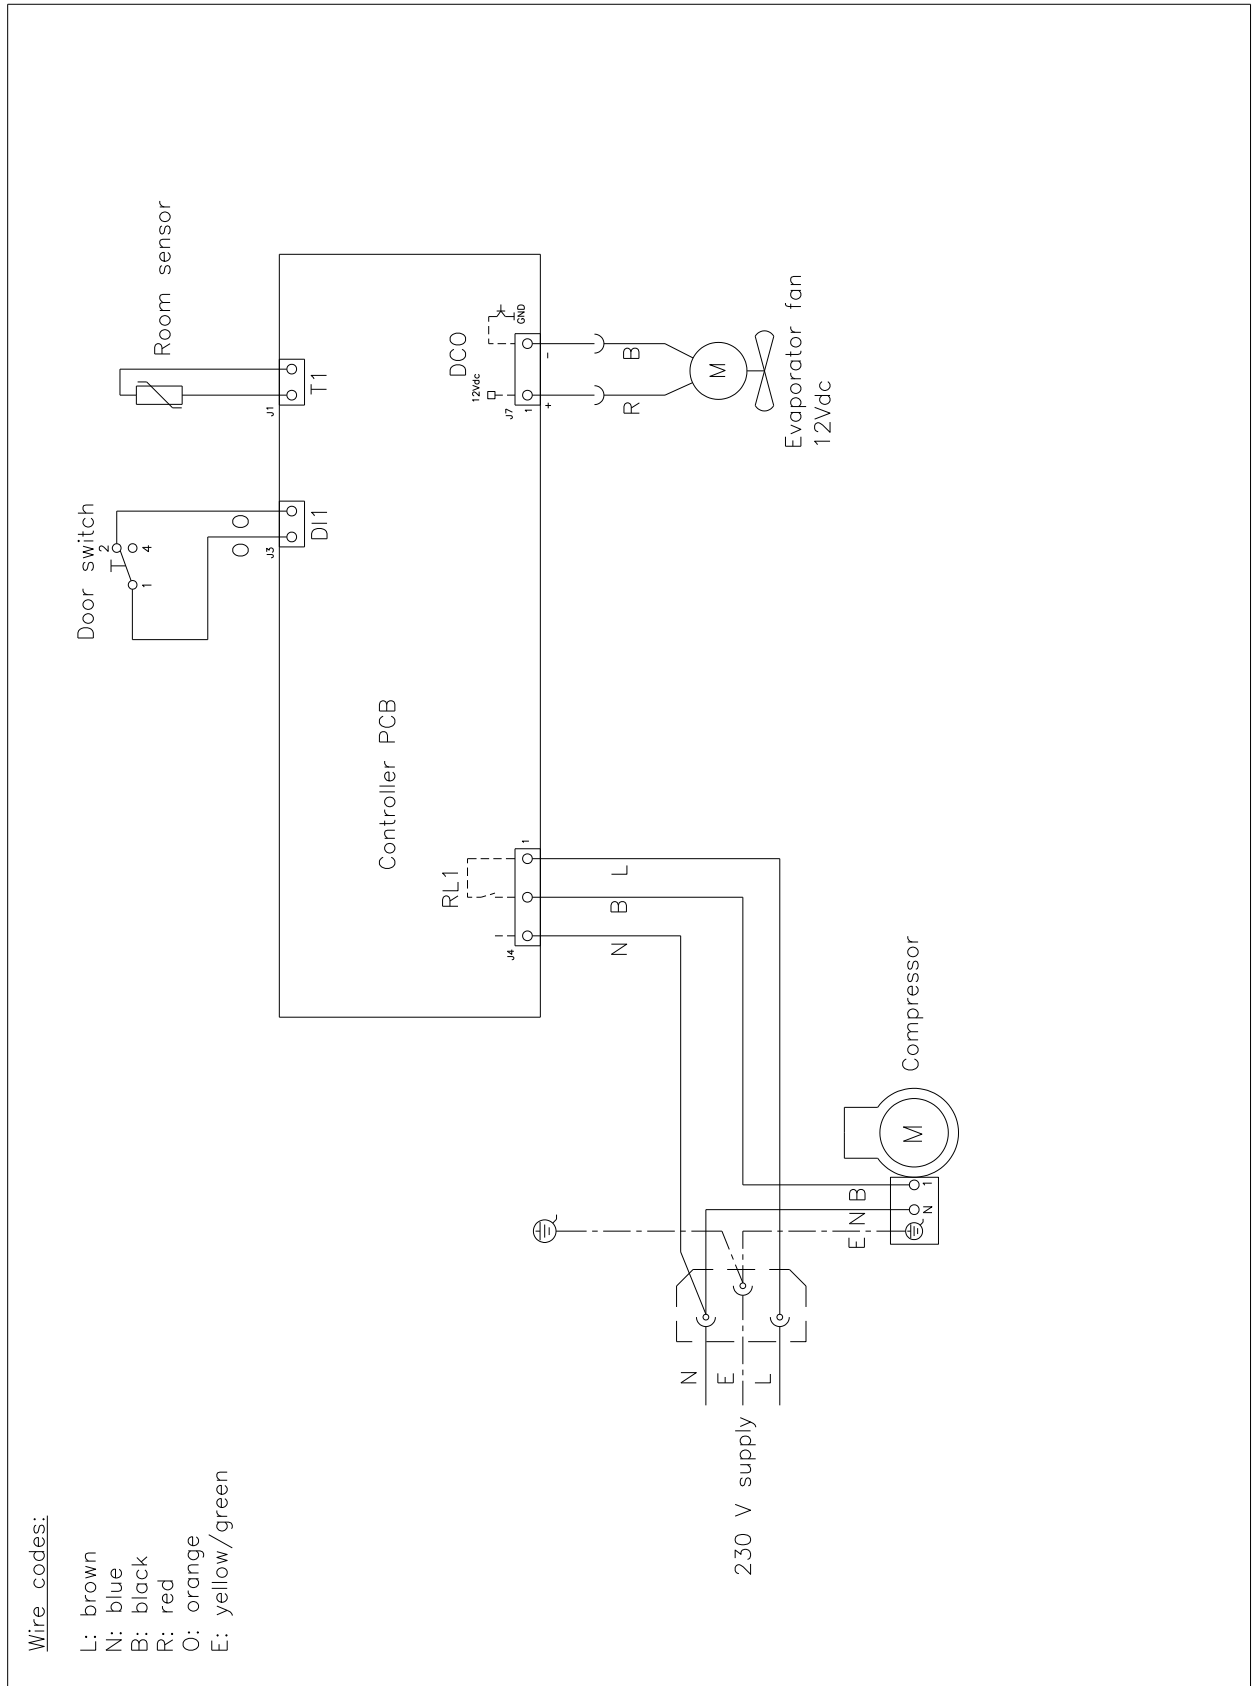 Wire codes:
L: brown
N: blue
B: black
R: red
O: orange
E: yellow/green
Door switch
1
2
4
O
O
J3
DI1
Room sensor
J1
T1
Controller PCB
RL1
J4
1
N
B
L
DCO
12Vdc
GND
J7
1
+
-
R
B
M
Evaporator fan
12Vdc
230 V supply
N
E
L
E
N
B
N
1
M
Compressor